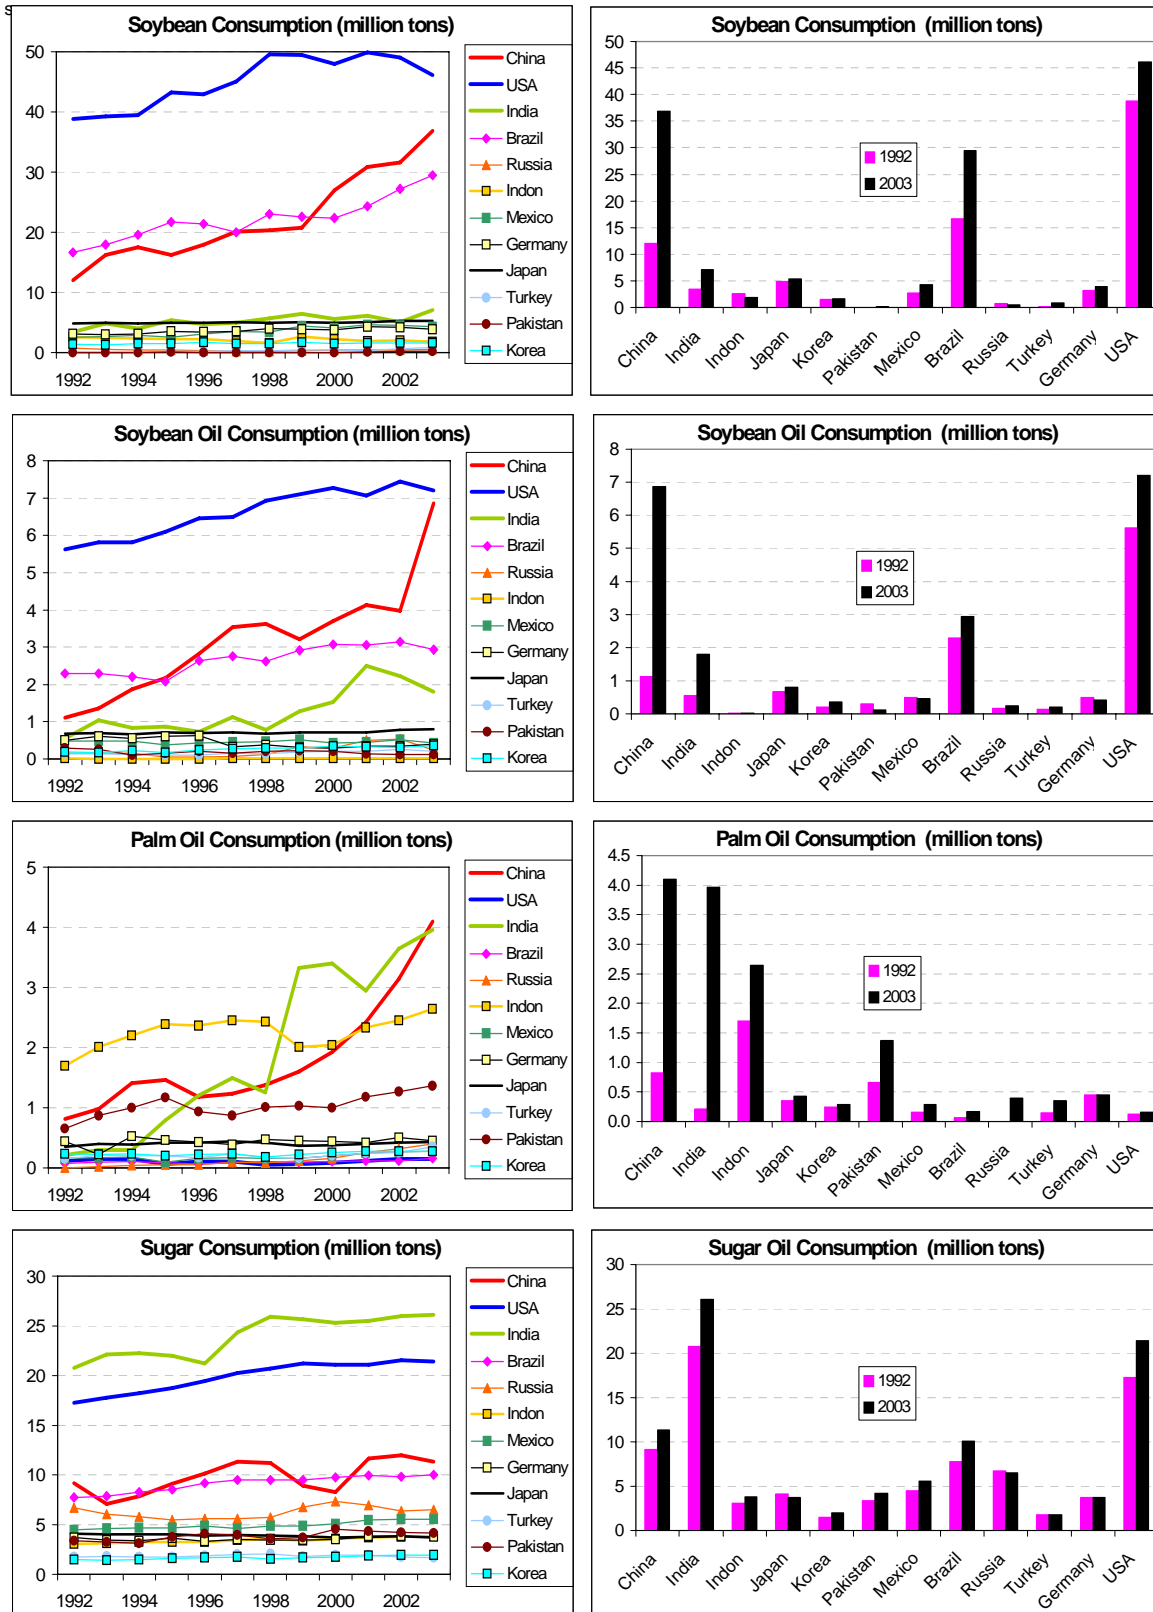 s
Soybean Consumption (million tons)
50
40
30
20
10
0
1992 1994 1996 1998 2000 2002
China
USA
India
Brazil
Russia
Indon
Mexico
Germany
Japan
Turkey
Pakistan
Korea
Soybean Consumption (million tons)
50
45
40
35
30
25
20
15
10
5
0
1992
2003
China India Indon Japan Korea Pakistan Mexico Brazil Russia Turkey Germany USA
Soybean Oil Consumption (million tons)
8
7
6
5
4
3
2
1
0
1992 1994 1996 1998 2000 2002
China
USA
India
Brazil
Russia
Indon
Mexico
Germany
Japan
Turkey
Pakistan
Korea
Soybean Oil Consumption (million tons)
8
7
6
5
4
3
2
1
0
1992
2003
China India Indon Japan Korea Pakistan Mexico Brazil Russia Turkey Germany USA
Palm Oil Consumption (million tons)
5
4
3
2
1
0
1992 1994 1996 1998 2000 2002
China
USA
India
Brazil
Russia
Indon
Mexico
Germany
Japan
Turkey
Pakistan
Korea
Palm Oil Consumption (million tons)
4.5
4.0
3.5
3.0
2.5
2.0
1.5
1.0
0.5
0.0
1992
2003
China India Indon Japan Korea Pakistan Mexico Brazil Russia Turkey Germany USA
Sugar Consumption (million tons)
30
25
20
15
10
5
0
1992 1994 1996 1998 2000 2002
China
USA
India
Brazil
Russia
Indon
Mexico
Germany
Japan
Turkey
Pakistan
Korea
Sugar Oil Consumption (million tons)
30
25
20
15
10
5
0
1992
2003
China India Indon Japan Korea Pakistan Mexico Brazil Russia Turkey Germany USA